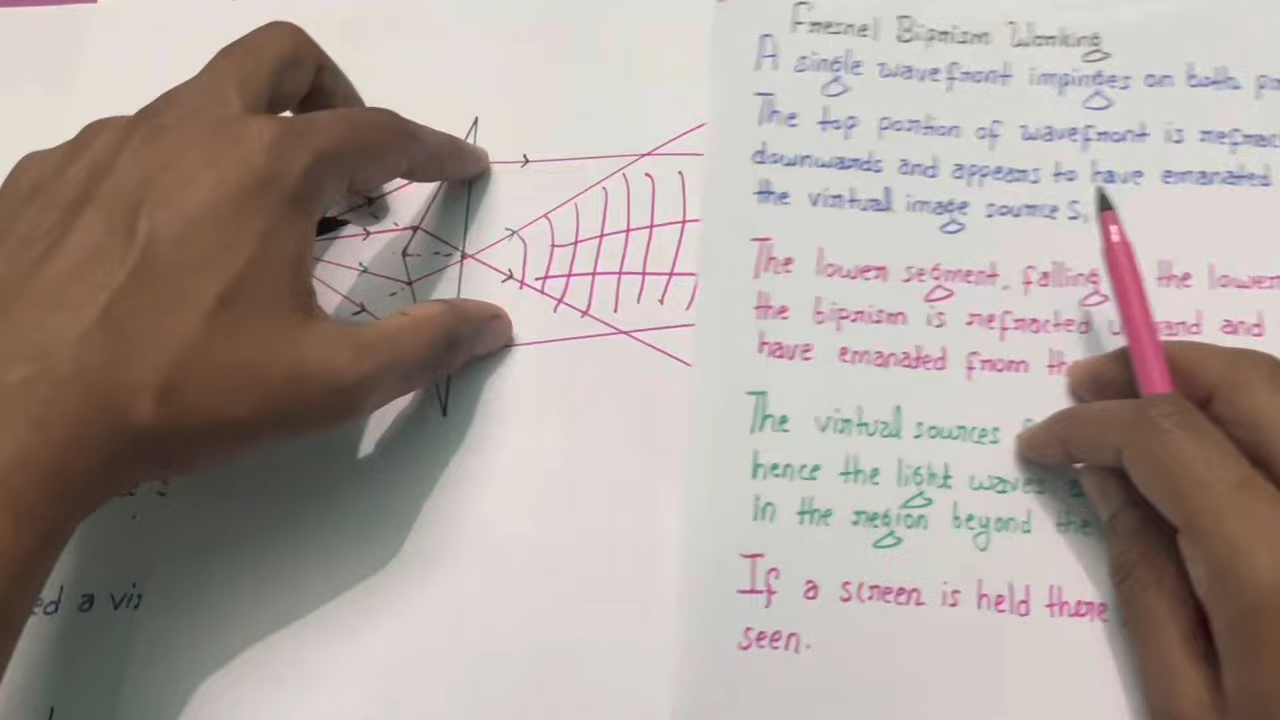 Fresnel Biprism Working
A single wavefront impinges on both
The top portion of wavefront is
downwards and appears to have emanated
the virtual image source S,
The lower segment, falling the lower
the biprism is refracted and
have emanated from
The virtual sources
hence the light waves
in the region beyond the
If a screen is held there
seen.
ed a